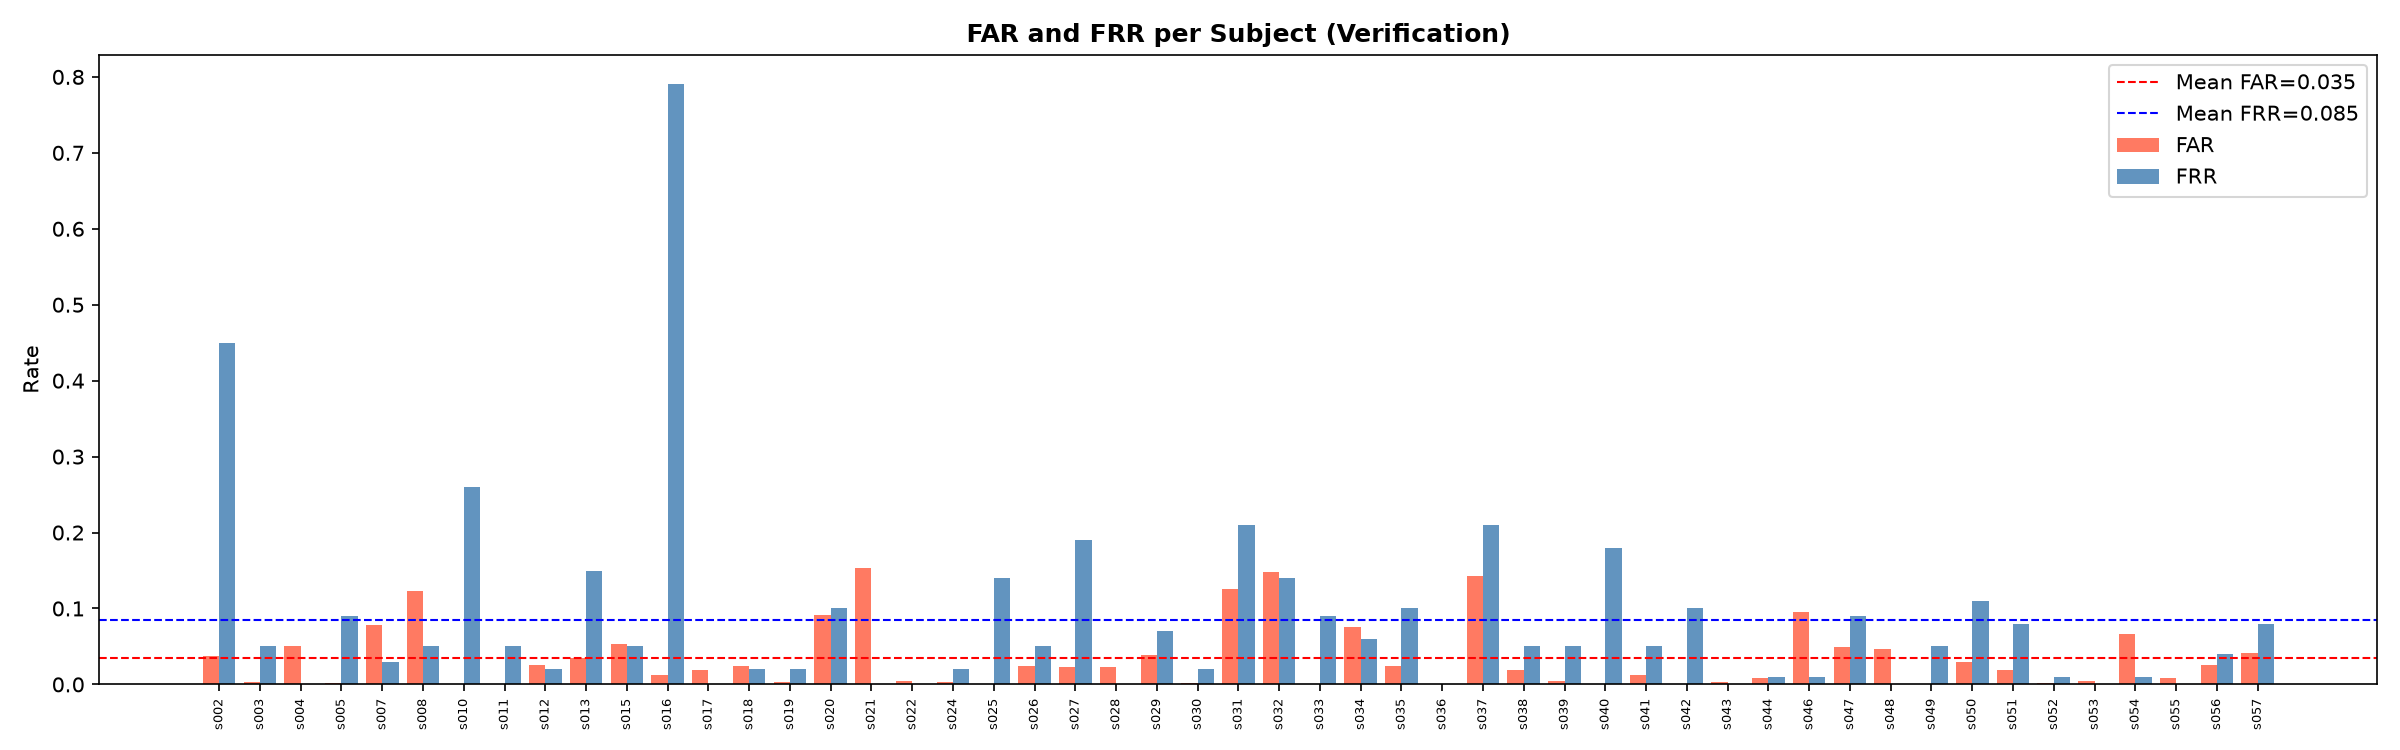 FAR and FRR per Subject (Verification)
Rate
0.8
0.7
0.6
0.5
0.4
0.3
0.2
0.1
0.0
Mean FAR=0.035
Mean FRR=0.085
FAR
FRR
s002 s003 s004 s005 s007 s008 s010 s011 s012 s013 s015 s016 s017 s018 s019 s020 s021 s022 s024 s025 s026 s027 s028 s029 s030 s031 s032 s033 s034 s035 s036 s037 s038 s039 s040 s041 s042 s043 s044 s046 s047 s048 s049 s050 s051 s052 s053 s054 s055 s056 s057